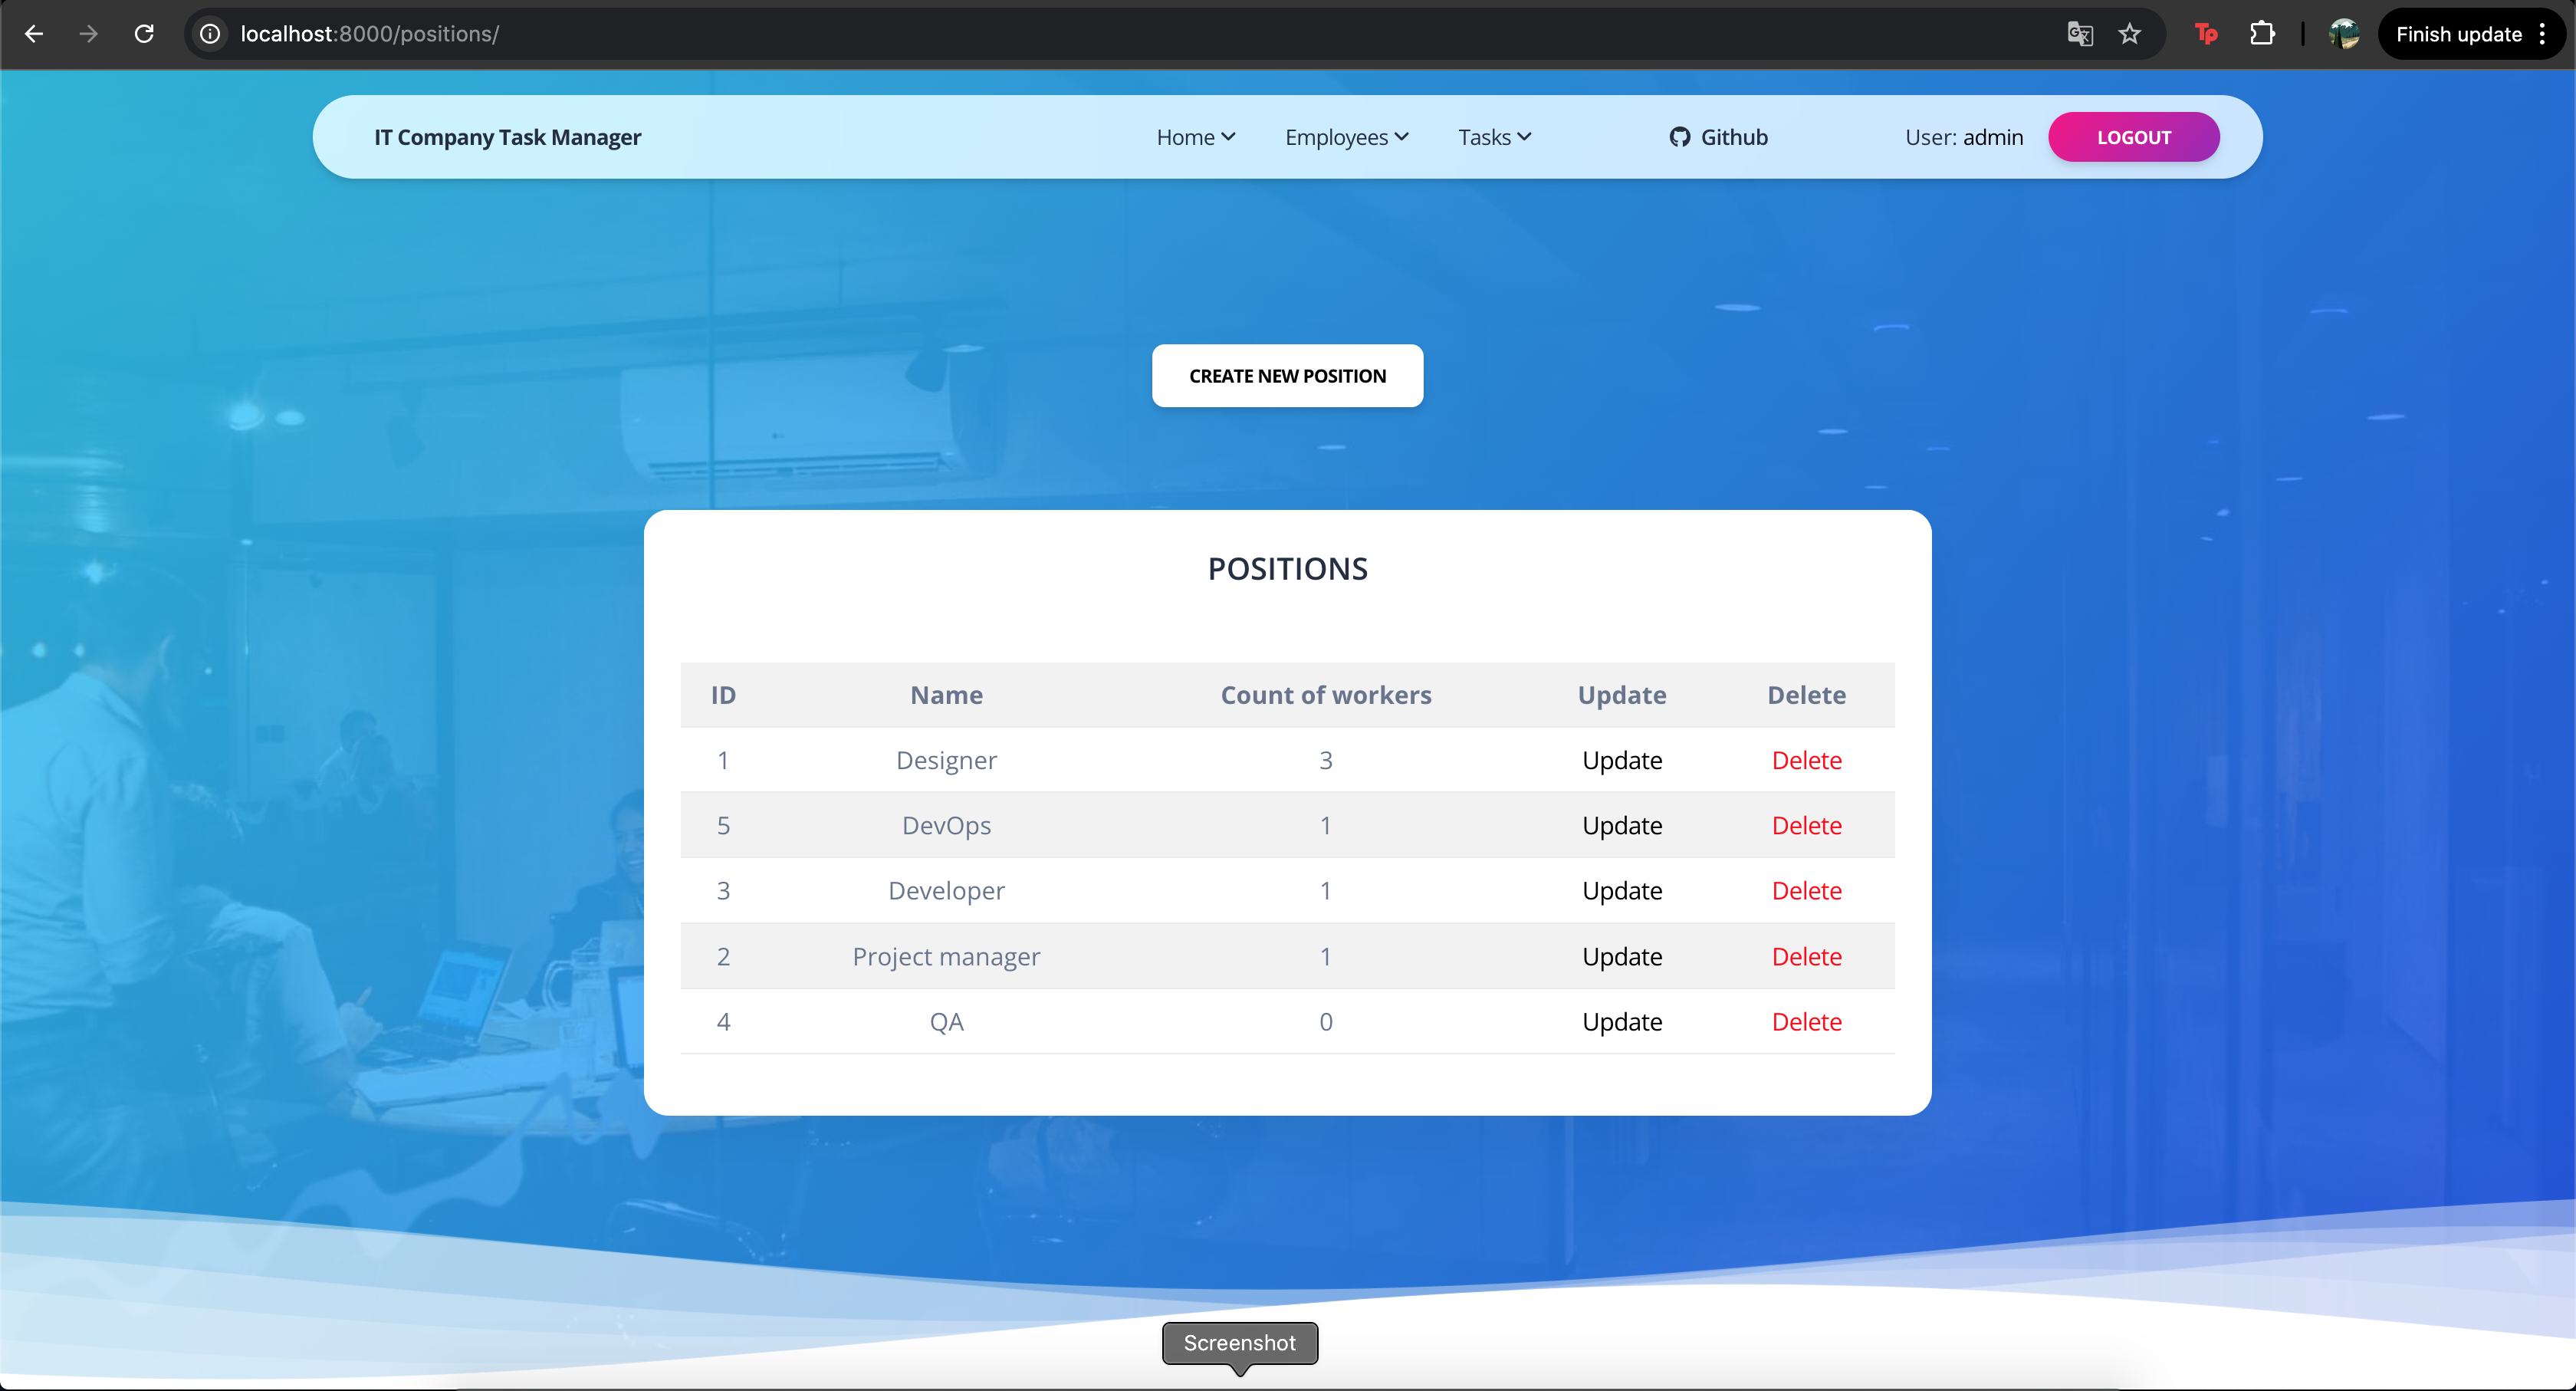 localhost:8000/positions/
Tp
Finish update
IT Company Task Manager
Home
Employees
Tasks
Github
User: admin
LOGOUT
CREATE NEW POSITION
POSITIONS
ID Name Count of workers Update Delete
1 Designer 3 Update Delete
5 DevOps 1 Update Delete
3 Developer 1 Update Delete
2 Project manager 1 Update Delete
4 QA 0 Update Delete
Screenshot